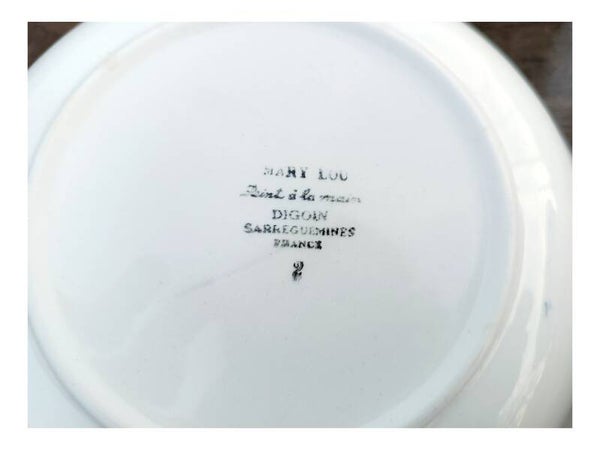 MARY LOU
Peint à la main
DIGOIN
SARREGUEMINES
FRANCE
2